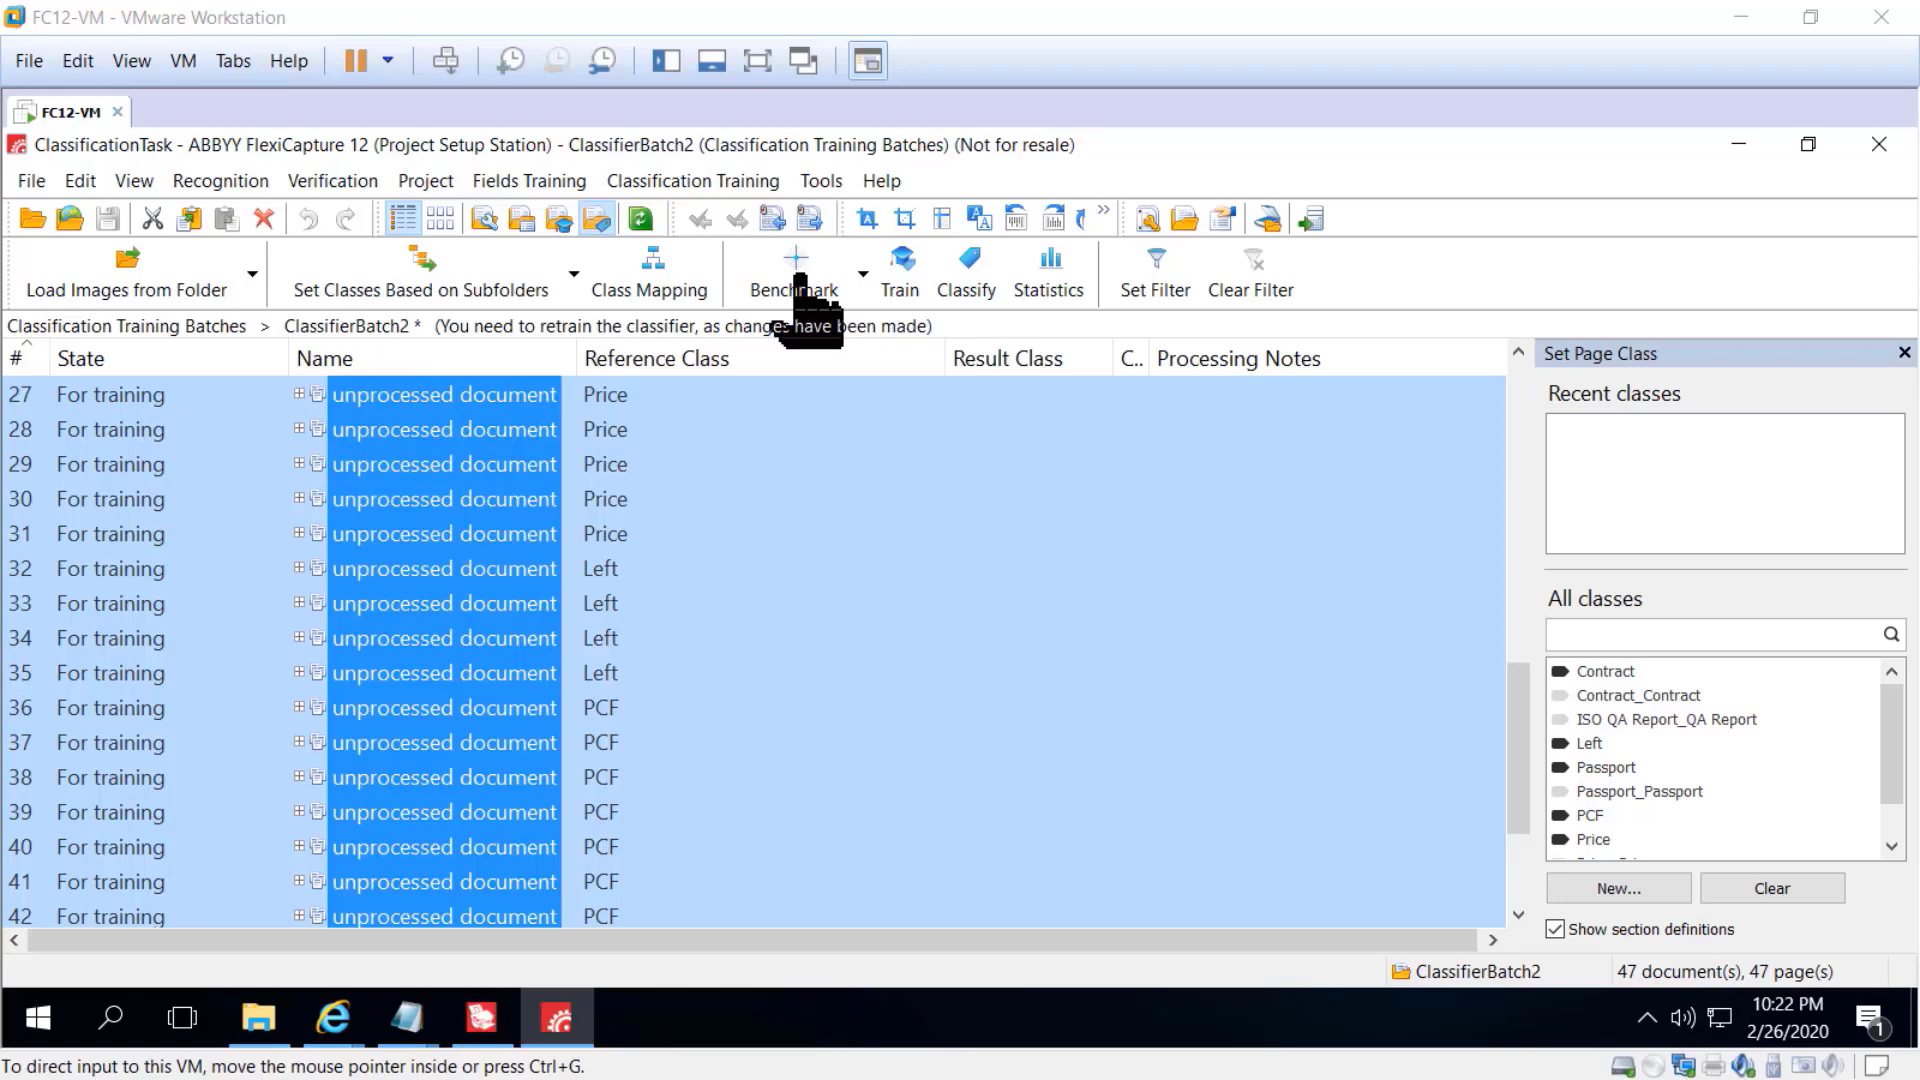 FC12-VM - VMware Workstation
File Edit View VM Tabs Help
FC12-VM
ClassificationTask - ABBYY FlexiCapture 12 (Project Setup Station) - ClassifierBatch2 (Classification Training Batches) (Not for resale)
File Edit View Recognition Verification Project Fields Training Classification Training Tools Help
Load Images from Folder Set Classes Based on Subfolders Class Mapping Benchmark Train Classify Statistics Set Filter Clear Filter
Classification Training Batches > ClassifierBatch2 * (You need to retrain the classifier, as changes have been made)
# State Name Reference Class Result Class C.. Processing Notes
27 For training unprocessed document Price
28 For training unprocessed document Price
29 For training unprocessed document Price
30 For training unprocessed document Price
31 For training unprocessed document Price
32 For training unprocessed document Left
33 For training unprocessed document Left
34 For training unprocessed document Left
35 For training unprocessed document Left
36 For training unprocessed document PCF
37 For training unprocessed document PCF
38 For training unprocessed document PCF
39 For training unprocessed document PCF
40 For training unprocessed document PCF
41 For training unprocessed document PCF
42 For training unprocessed document PCF
Set Page Class
Recent classes
All classes
Contract
Contract_Contract
ISO QA Report_QA Report
Left
Passport
Passport_Passport
PCF
Price
New... Clear
Show section definitions
ClassifierBatch2 47 document(s), 47 page(s)
10:22 PM
2/26/2020
1
To direct input to this VM, move the mouse pointer inside or press Ctrl+G.